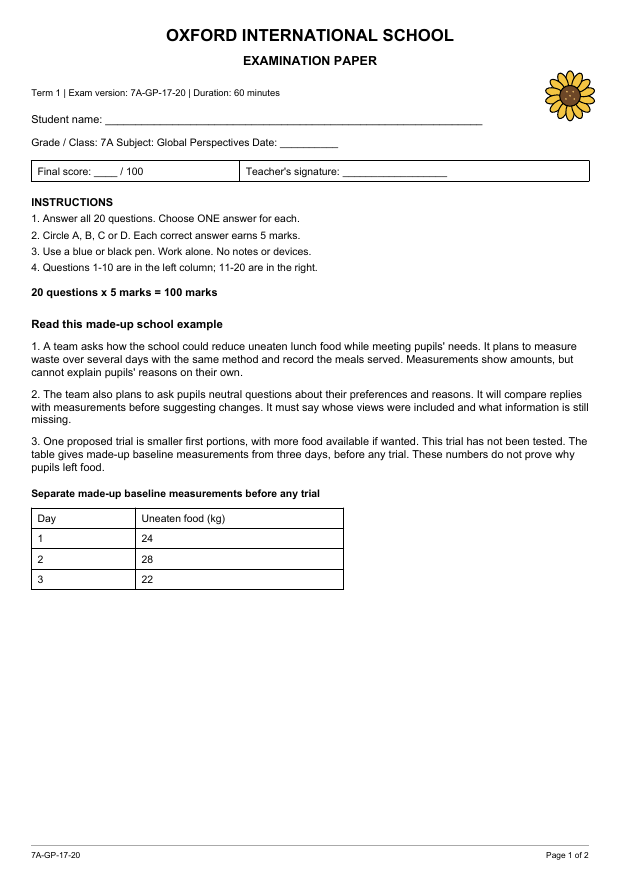 OXFORD INTERNATIONAL SCHOOL
EXAMINATION PAPER
Term 1 | Exam version: 7A-GP-17-20 | Duration: 60 minutes
Student name: _______________________________________________________________
Grade / Class: 7A Subject: Global Perspectives Date: __________
Final score: ____ / 100
Teacher's signature: __________________
INSTRUCTIONS
1. Answer all 20 questions. Choose ONE answer for each.
2. Circle A, B, C or D. Each correct answer earns 5 marks.
3. Use a blue or black pen. Work alone. No notes or devices.
4. Questions 1-10 are in the left column; 11-20 are in the right.
20 questions x 5 marks = 100 marks
Read this made-up school example
1. A team asks how the school could reduce uneaten lunch food while meeting pupils' needs. It plans to measure
waste over several days with the same method and record the meals served. Measurements show amounts, but
cannot explain pupils' reasons on their own.
2. The team also plans to ask pupils neutral questions about their preferences and reasons. It will compare replies
with measurements before suggesting changes. It must say whose views were included and what information is still
missing.
3. One proposed trial is smaller first portions, with more food available if wanted. This trial has not been tested. The
table gives made-up baseline measurements from three days, before any trial. These numbers do not prove why
pupils left food.
Separate made-up baseline measurements before any trial
Day Uneaten food (kg)
1 24
2 28
3 22
7A-GP-17-20
Page 1 of 2